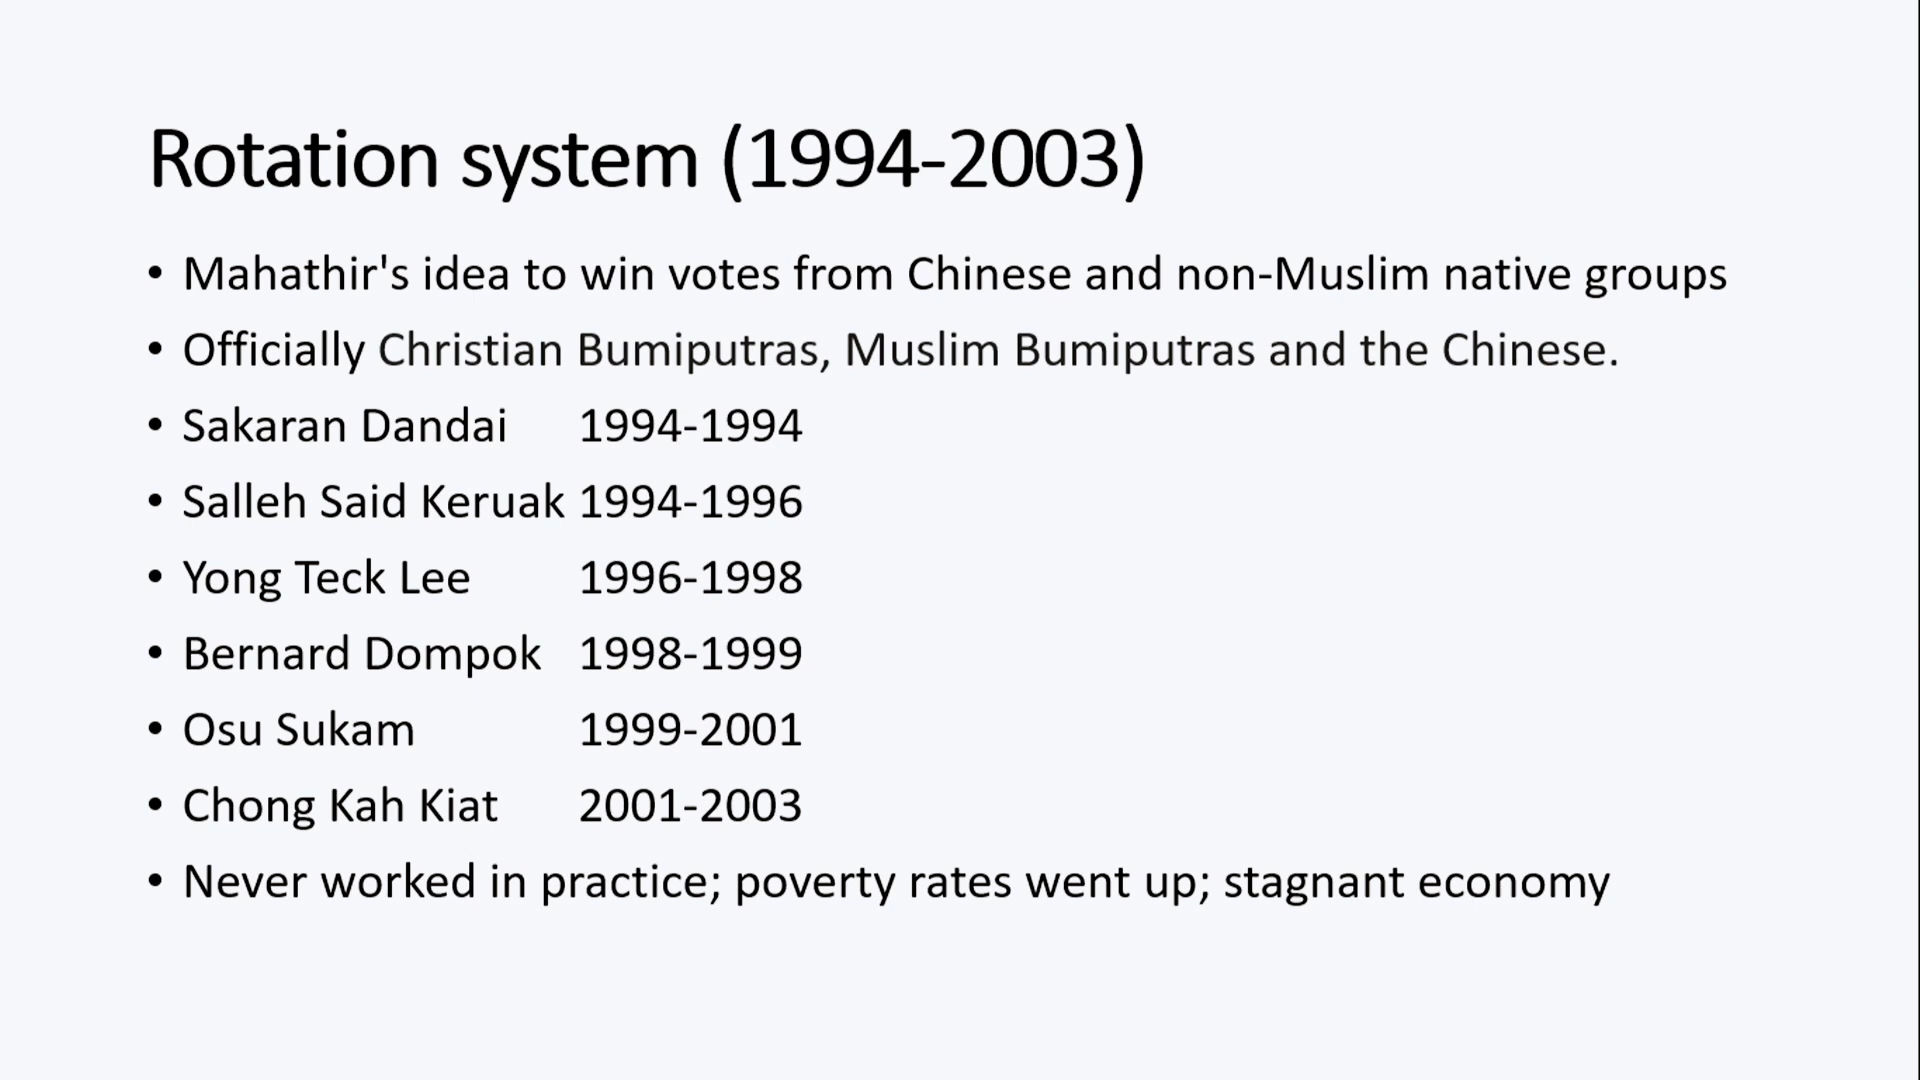 Rotation system (1994-2003)
• Mahathir's idea to win votes from Chinese and non-Muslim native groups
• Officially Christian Bumiputras, Muslim Bumiputras and the Chinese.
• Sakaran Dandai 1994-1994
• Salleh Said Keruak 1994-1996
• Yong Teck Lee 1996-1998
• Bernard Dompok 1998-1999
• Osu Sukam 1999-2001
• Chong Kah Kiat 2001-2003
• Never worked in practice; poverty rates went up; stagnant economy